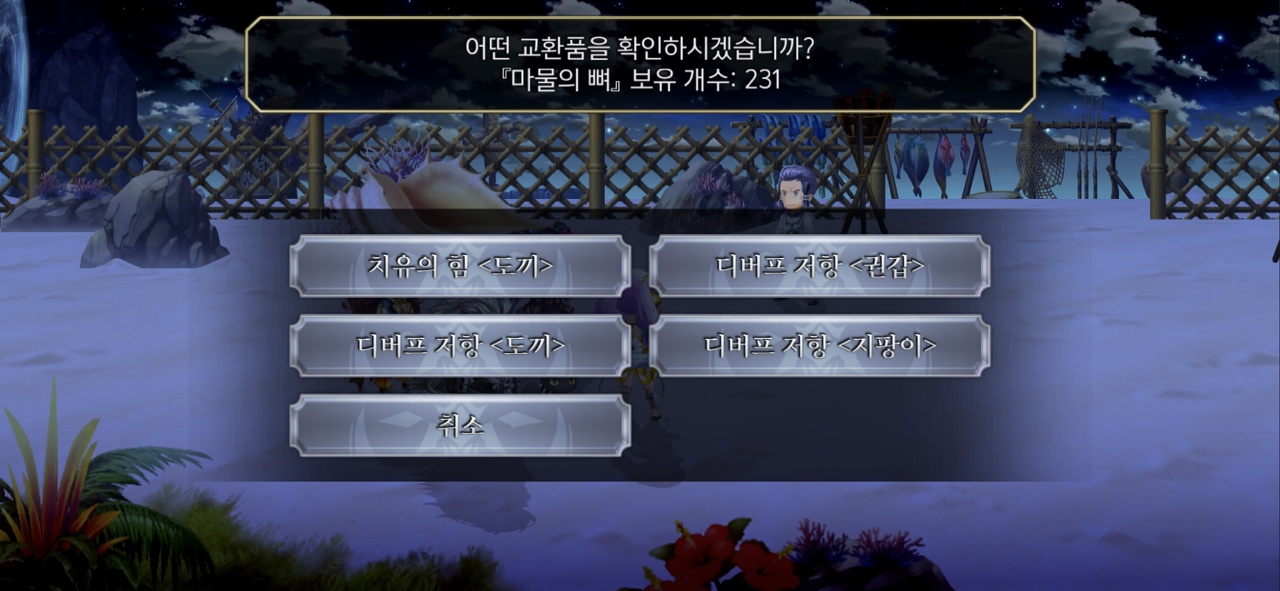 어떤 교환품을 확인하시겠습니까?
『마물의 뼈』 보유 개수: 231
치유의 힘 <도끼>
디버프 저항 <권갑>
디버프 저항 <도끼>
디버프 저항 <지팡이>
취소